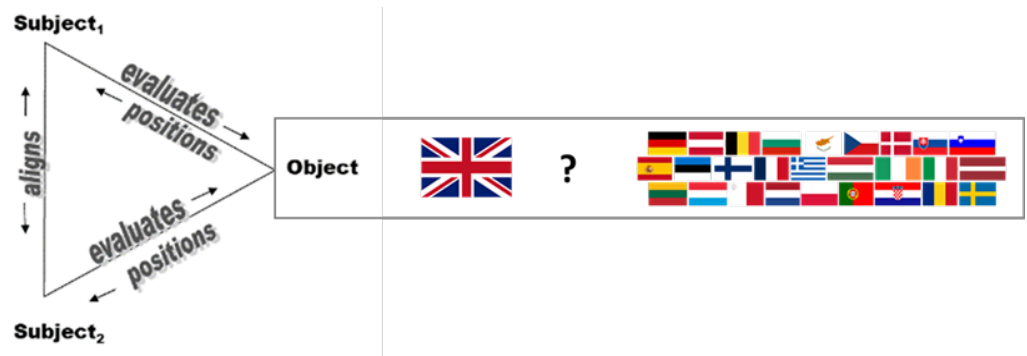 Subject₁
evaluates
positions
aligns
Object
?
evaluates
positions
Subject₂